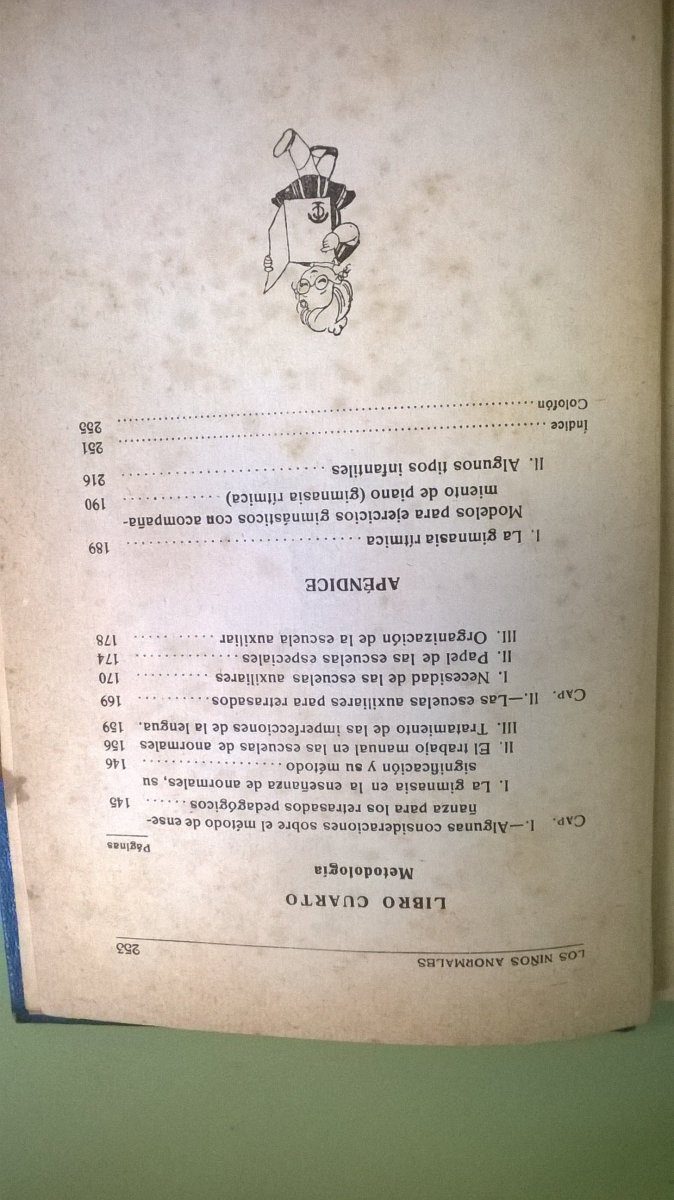 LOS NIÑOS ANORMALES 253
LIBRO CUARTO
Metodología
Páginas
CAP. I.—Algunas consideraciones sobre el método de ense-
ñanza para los retrasados pedagógicos ...... 145
I. La gimnasia en la enseñanza de anormales, su
significación y su método .................. 146
II. El trabajo manual en las escuelas de anormales 156
III. Tratamiento de las imperfecciones de la lengua. 159
CAP. II.—Las escuelas auxiliares para retrasados .......... 169
I. Necesidad de las escuelas auxiliares ........... 170
II. Papel de las escuelas especiales .............. 174
III. Organización de la escuela auxiliar .......... 178
APÉNDICE
I. La gimnasia rítmica .............................. 189
Modelos para ejercicios gimnásticos con acompaña-
miento de piano (gimnasia rítmica) ............ 190
II. Algunos tipos infantiles ......................... 216
Índice ............................................................ 251
Colofón ............................................................ 255